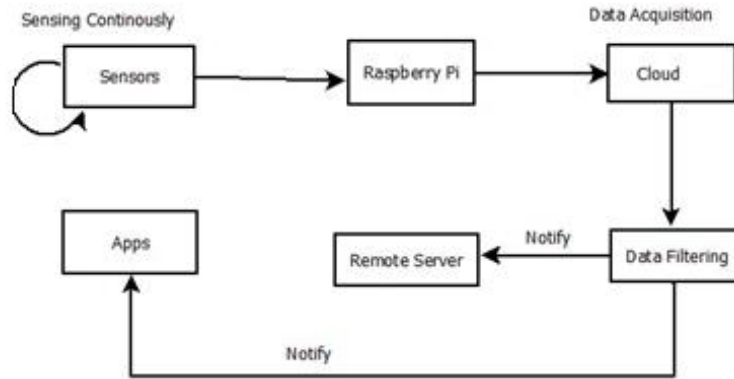 Sensing Continously
Data Acquisition
Sensors
Raspberry Pi
Cloud
Apps
Remote Server
Notify
Data Filtering
Notify